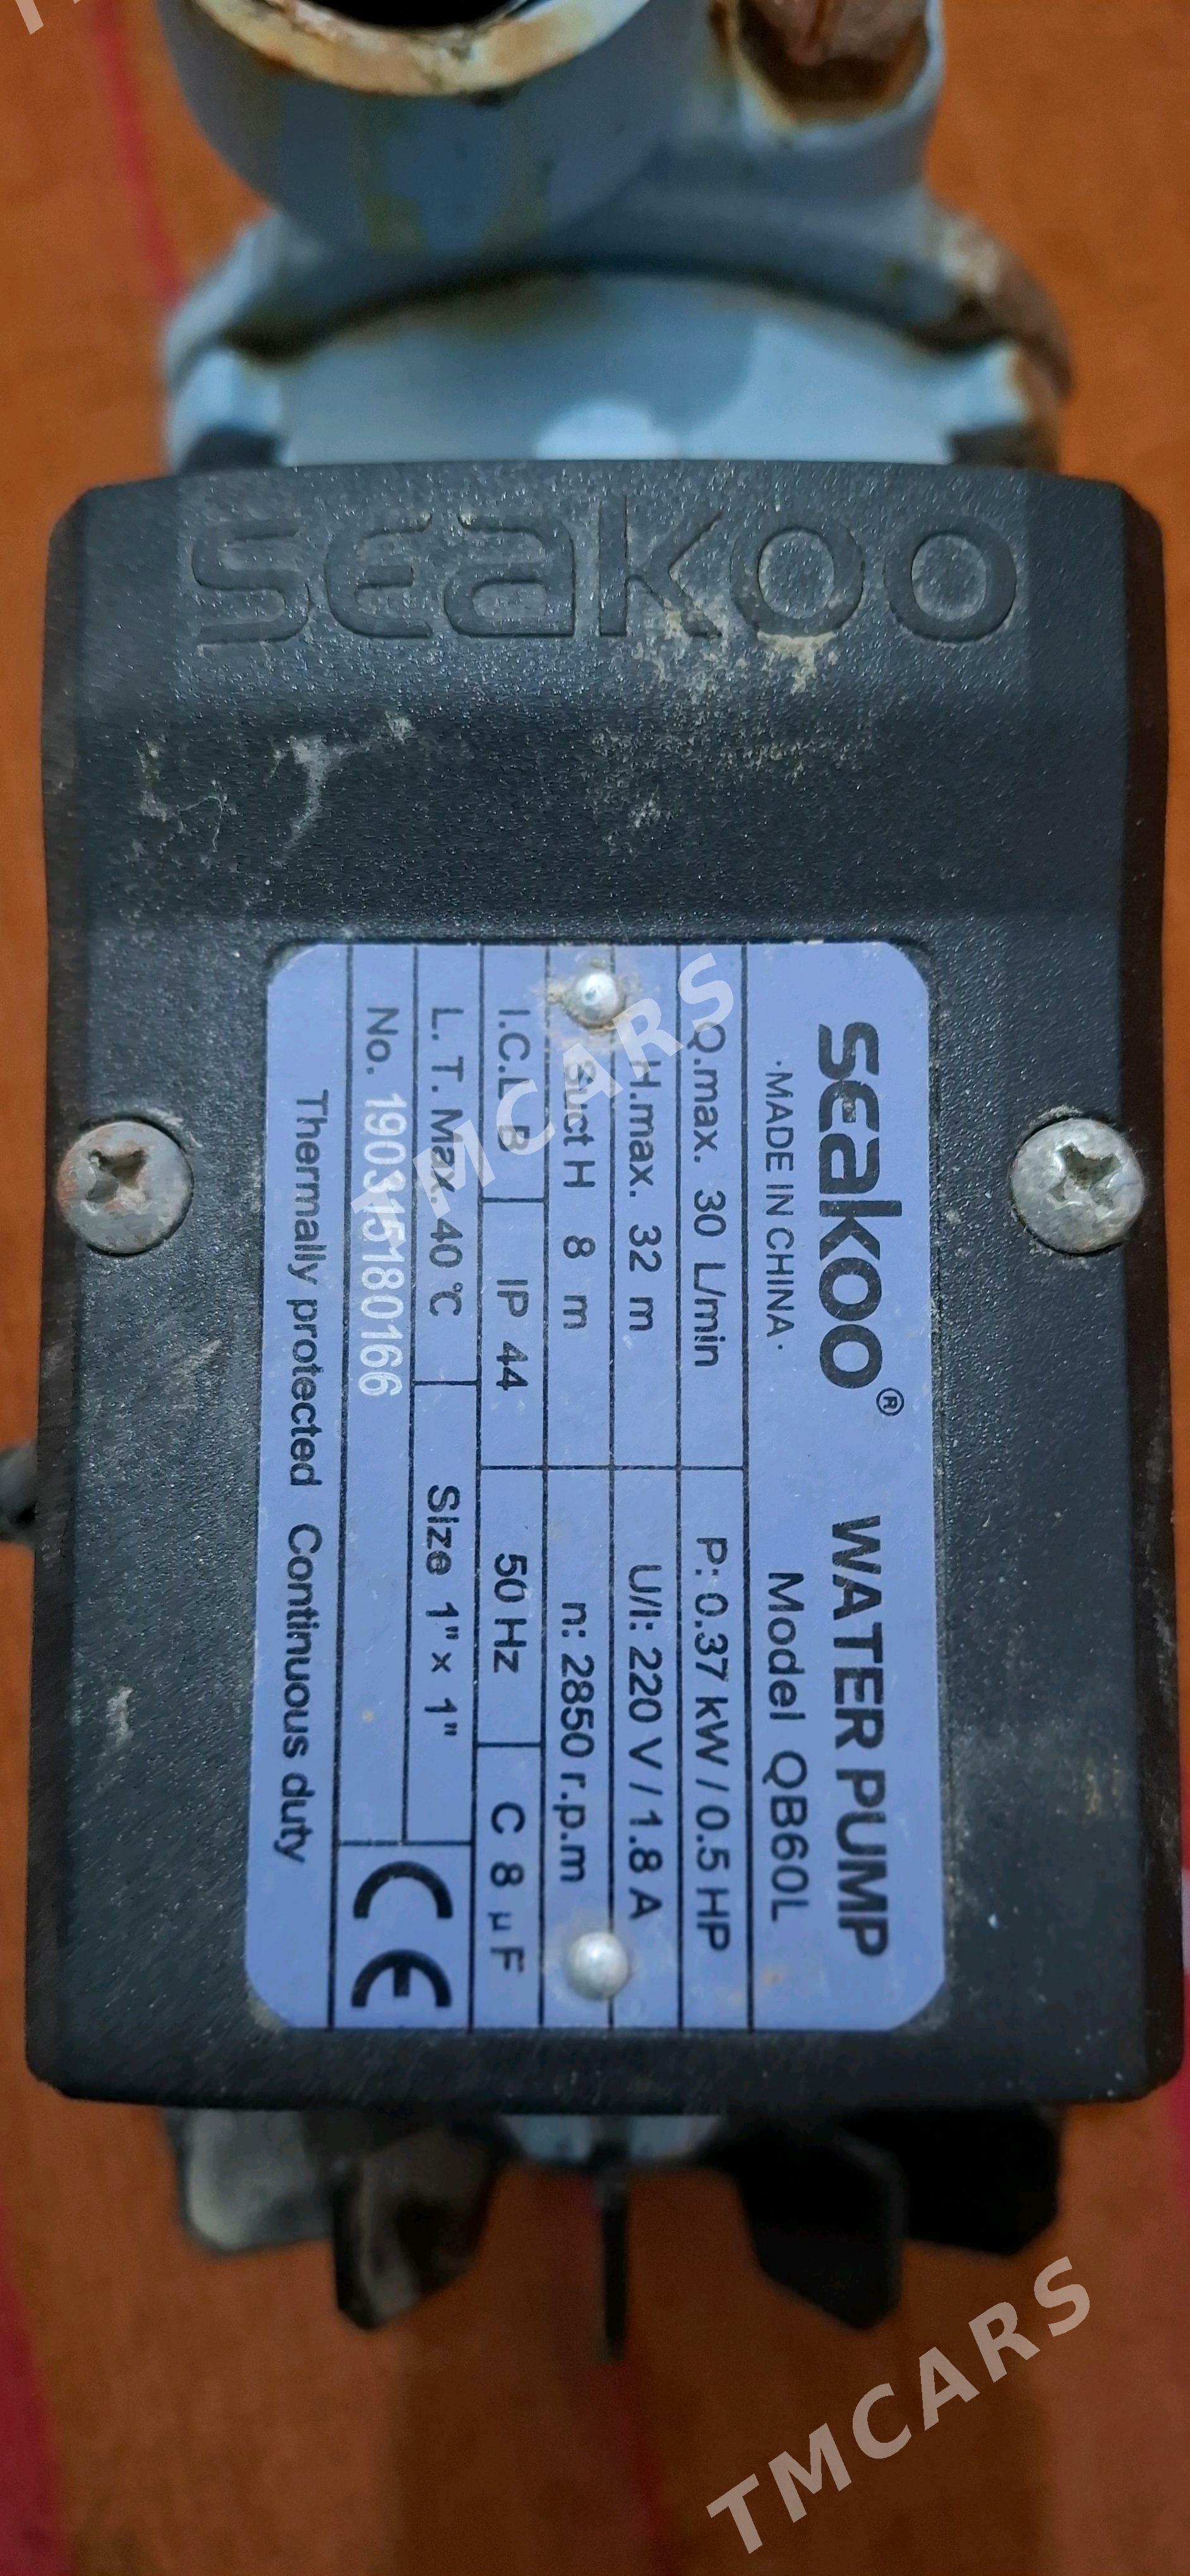 seakoo
seakoo® WATER PUMP
·MADE IN CHINA· Model QB60L
Q.max. 30 L/min P: 0.37 kW / 0.5 HP
H.max. 32 m U/I: 220 V / 1.8 A
Suct H 8 m n: 2850 r.p.m
I.CL B IP 44 50 Hz C 8 μF
L. T. Max. 40 ℃ Size 1" x 1"
No. 190315180166 CE
Thermally protected Continuous duty
TMCARS
TMCARS